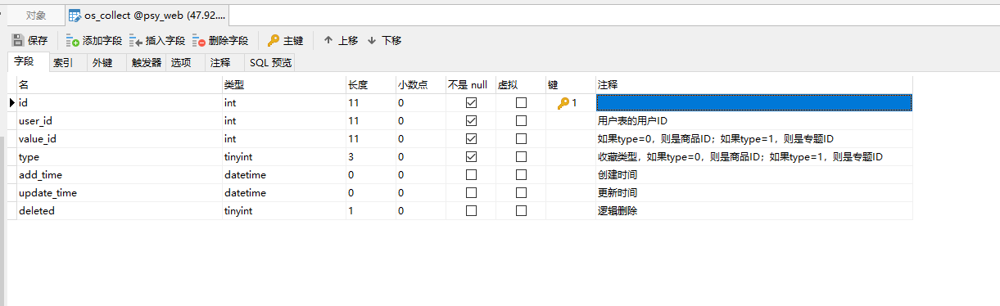 对象
os_collect @psy_web (47.92....
保存 添加字段 插入字段 删除字段 主键 上移 下移
字段 索引 外键 触发器 选项 注释 SQL 预览
名 类型 长度 小数点 不是 null 虚拟 键 注释
id int 11 0 1
user_id int 11 0 用户表的用户ID
value_id int 11 0 如果type=0，则是商品ID；如果type=1，则是专题ID
type tinyint 3 0 收藏类型，如果type=0，则是商品ID；如果type=1，则是专题ID
add_time datetime 0 0 创建时间
update_time datetime 0 0 更新时间
deleted tinyint 1 0 逻辑删除